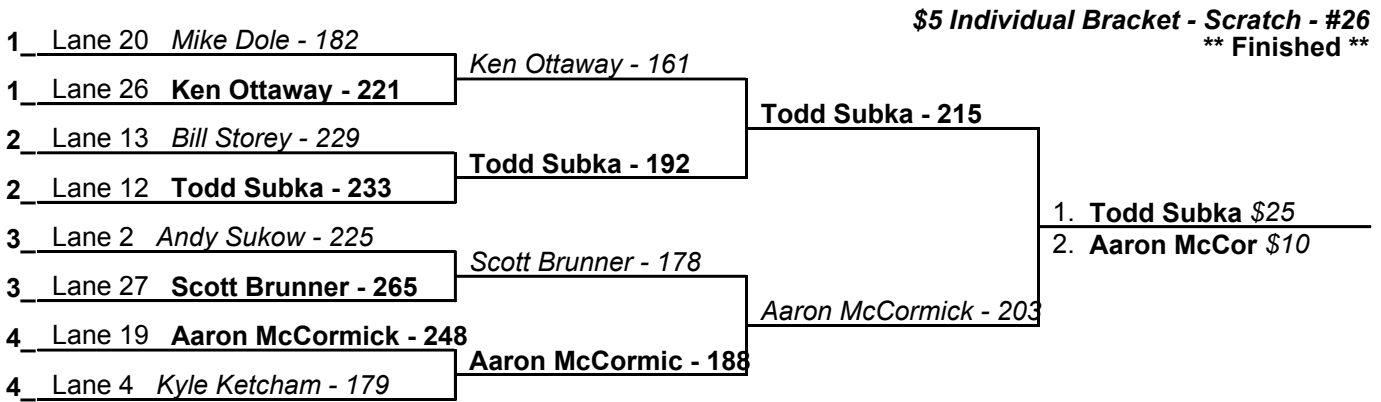 $5 Individual Bracket - Scratch - #26
** Finished **
1_ Lane 20 Mike Dole - 182
1_ Lane 26 Ken Ottaway - 221
2_ Lane 13 Bill Storey - 229
2_ Lane 12 Todd Subka - 233
3_ Lane 2 Andy Sukow - 225
3_ Lane 27 Scott Brunner - 265
4_ Lane 19 Aaron McCormick - 248
4_ Lane 4 Kyle Ketcham - 179
Ken Ottaway - 161
Todd Subka - 192
Scott Brunner - 178
Aaron McCormic - 188
Todd Subka - 215
Aaron McCormick - 203
1. Todd Subka $25
2. Aaron McCor $10